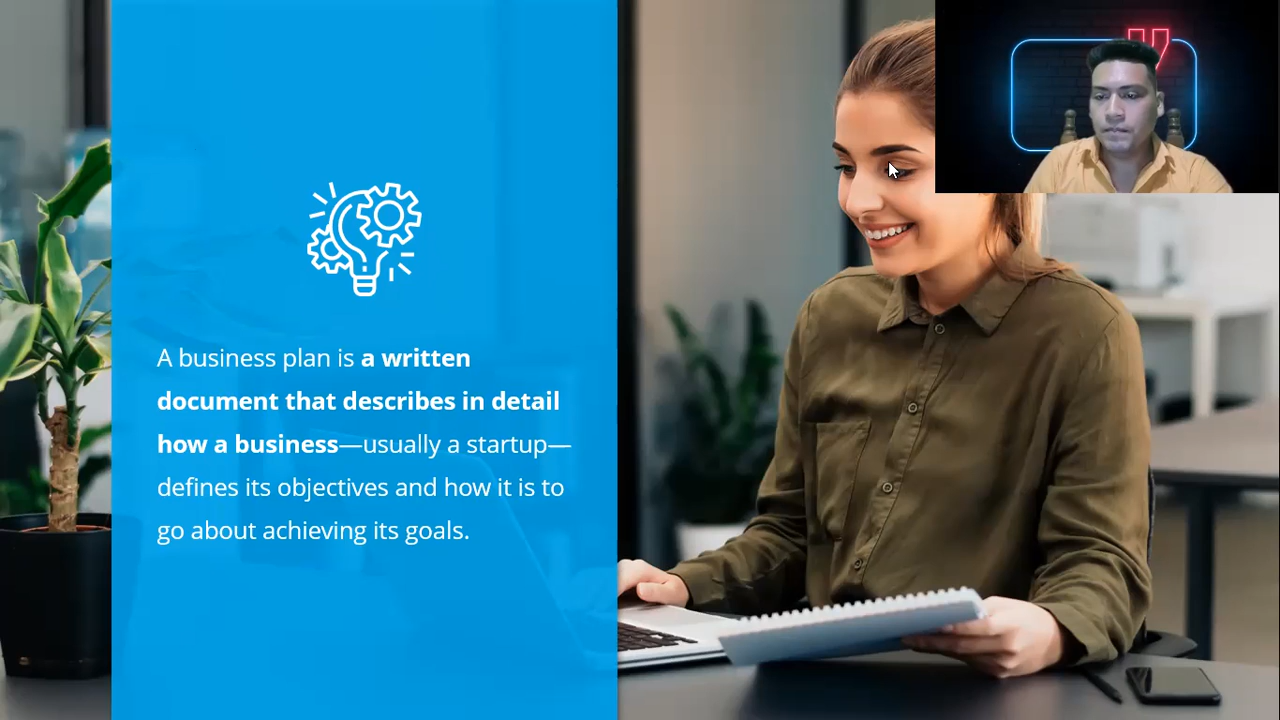 A business plan is a written
document that describes in detail
how a business—usually a startup—
defines its objectives and how it is to
go about achieving its goals.